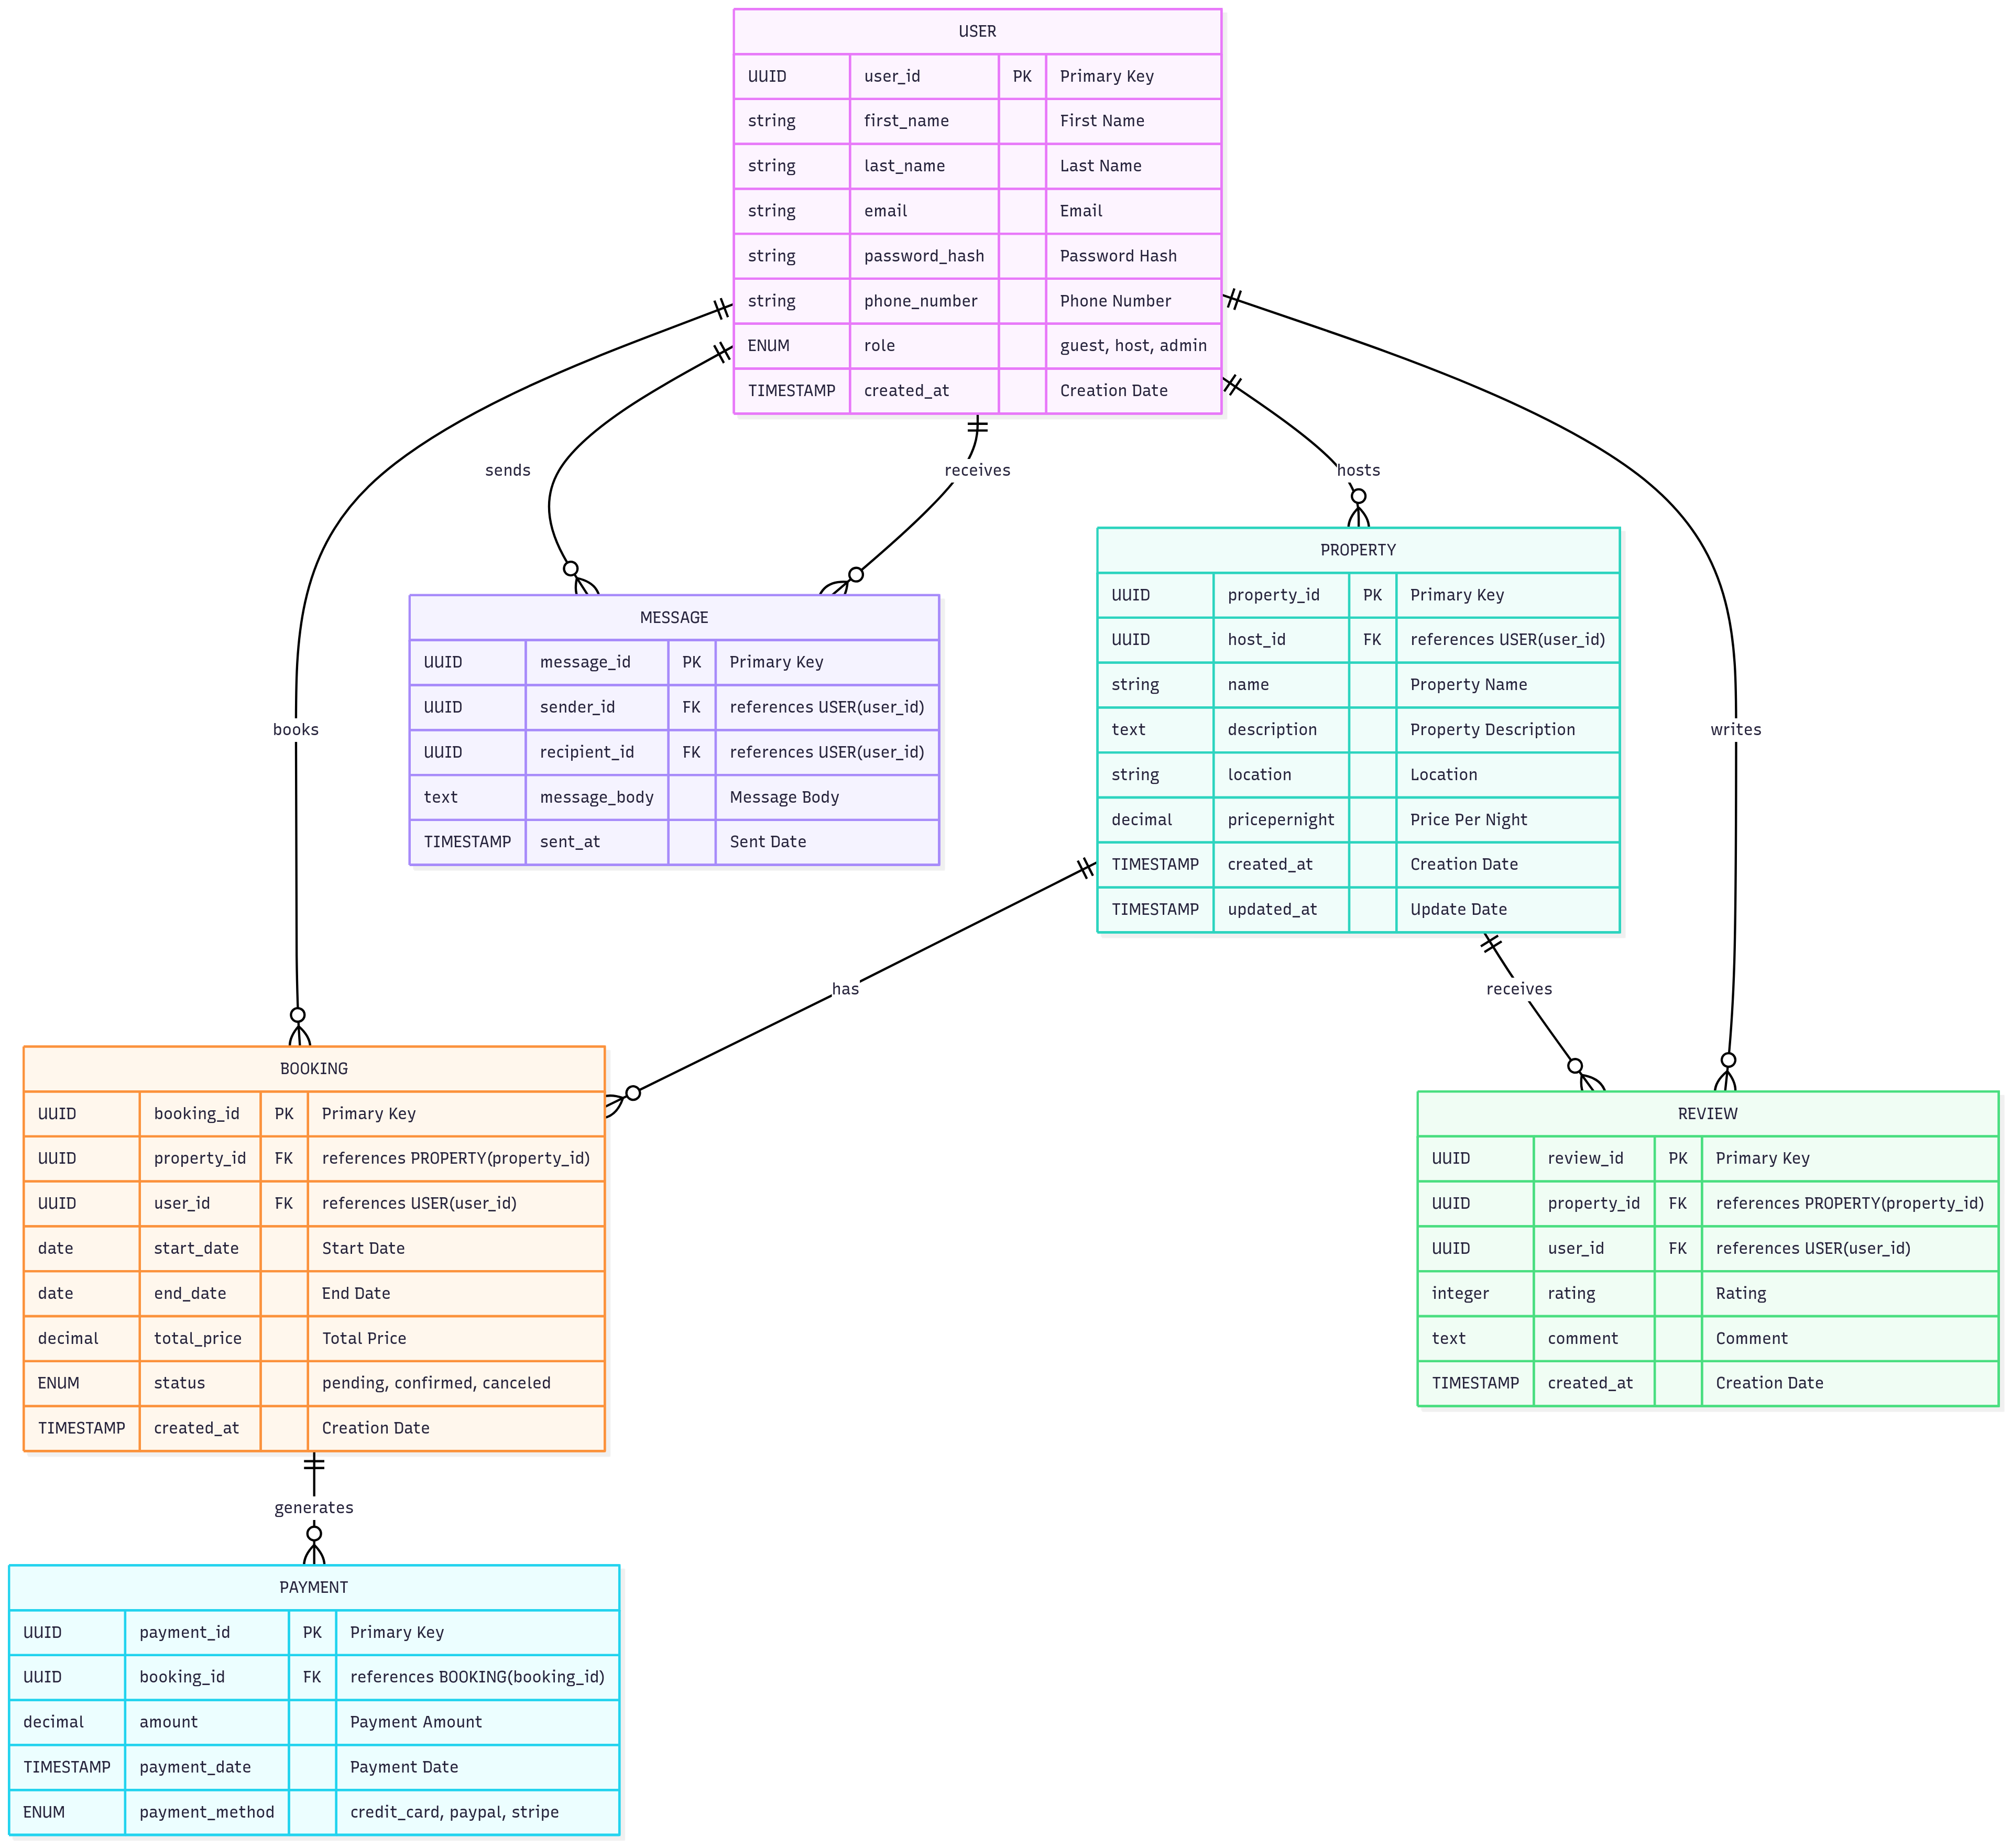 USER
UUID user_id PK Primary Key
string first_name First Name
string last_name Last Name
string email Email
string password_hash Password Hash
string phone_number Phone Number
ENUM role guest, host, admin
TIMESTAMP created_at Creation Date
sends
receives
hosts
books
writes
MESSAGE
UUID message_id PK Primary Key
UUID sender_id FK references USER(user_id)
UUID recipient_id FK references USER(user_id)
text message_body Message Body
TIMESTAMP sent_at Sent Date
PROPERTY
UUID property_id PK Primary Key
UUID host_id FK references USER(user_id)
string name Property Name
text description Property Description
string location Location
decimal pricepernight Price Per Night
TIMESTAMP created_at Creation Date
TIMESTAMP updated_at Update Date
has
receives
BOOKING
UUID booking_id PK Primary Key
UUID property_id FK references PROPERTY(property_id)
UUID user_id FK references USER(user_id)
date start_date Start Date
date end_date End Date
decimal total_price Total Price
ENUM status pending, confirmed, canceled
TIMESTAMP created_at Creation Date
REVIEW
UUID review_id PK Primary Key
UUID property_id FK references PROPERTY(property_id)
UUID user_id FK references USER(user_id)
integer rating Rating
text comment Comment
TIMESTAMP created_at Creation Date
generates
PAYMENT
UUID payment_id PK Primary Key
UUID booking_id FK references BOOKING(booking_id)
decimal amount Payment Amount
TIMESTAMP payment_date Payment Date
ENUM payment_method credit_card, paypal, stripe